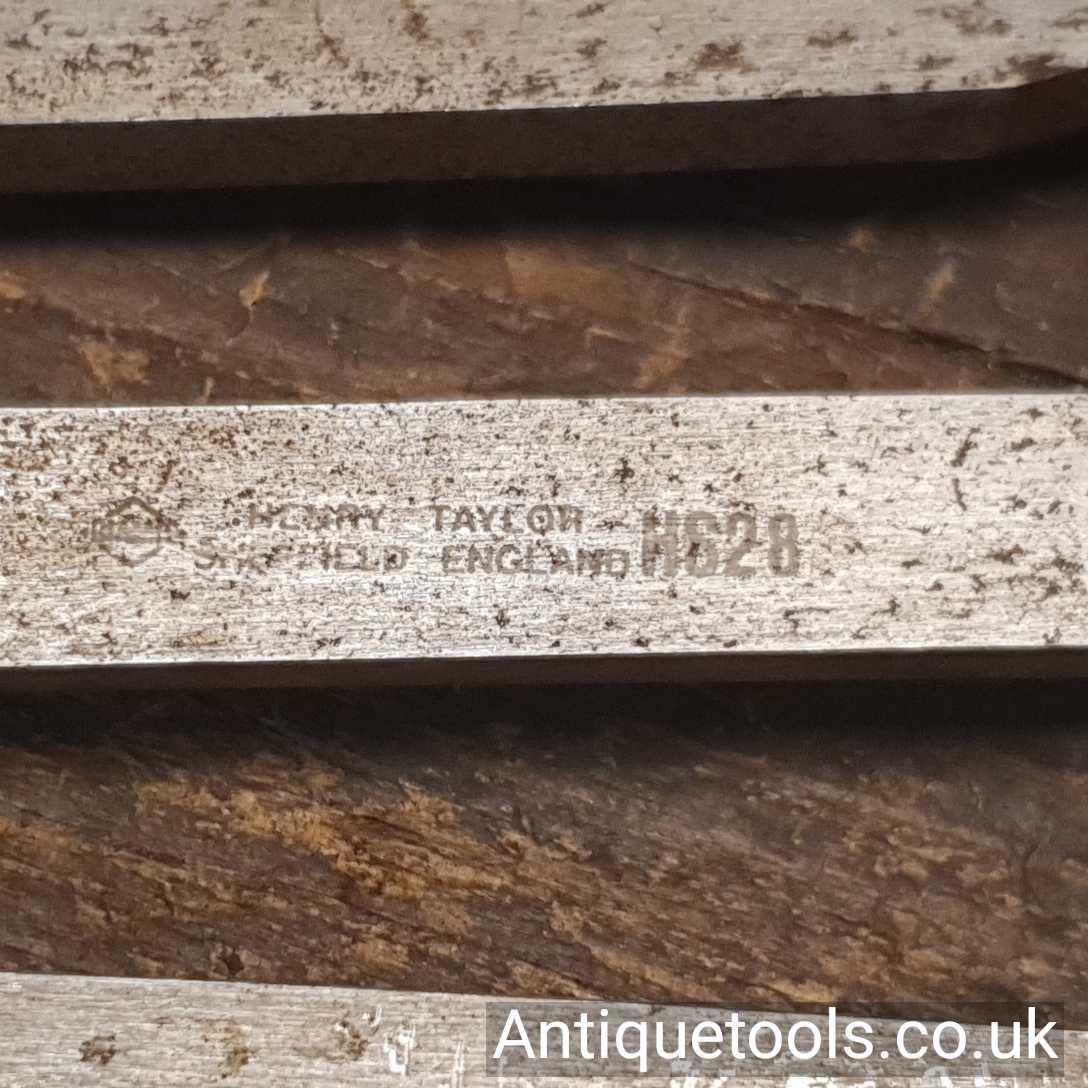 HENRY TAYLOR
SHEFFIELD ENGLAND HS28
Antiquetools.co.uk